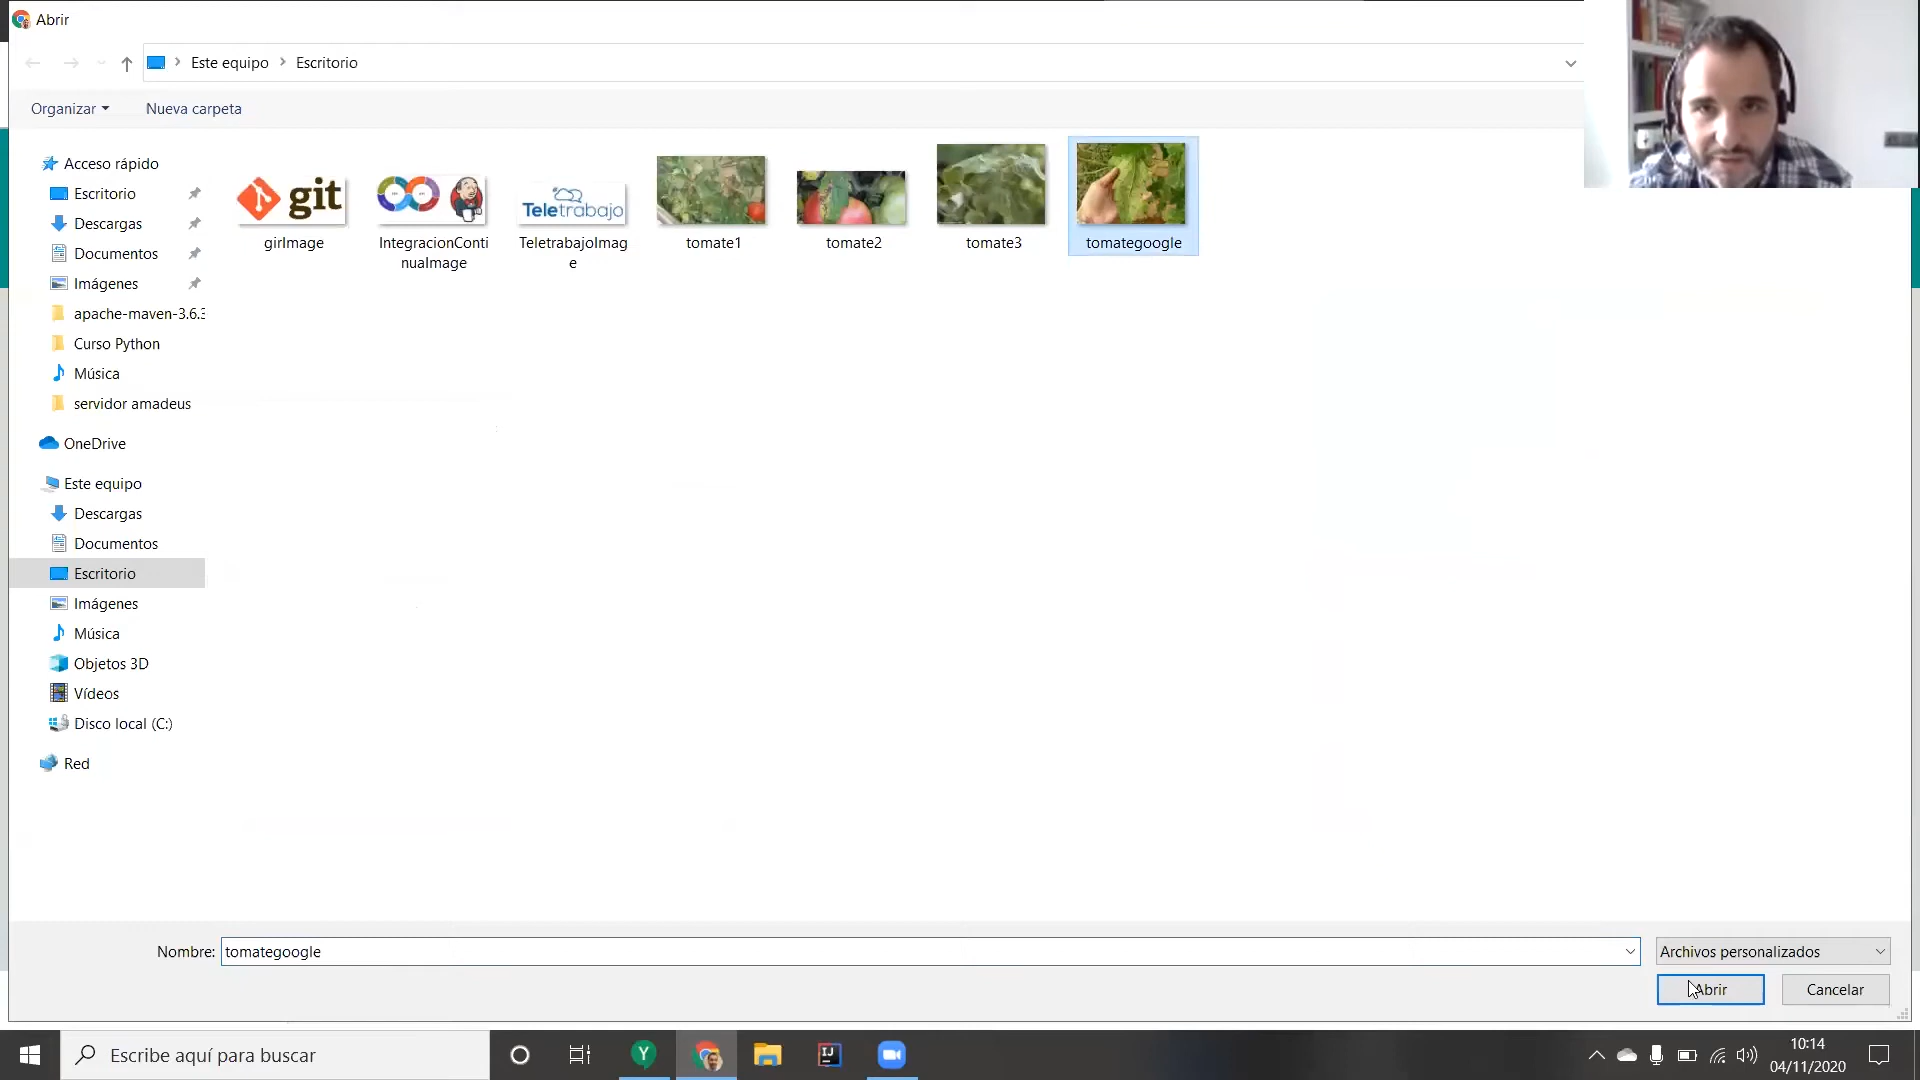 Abrir
Este equipo
Escritorio
Organizar
Nueva carpeta
Acceso rápido
Escritorio
Descargas
Documentos
Imágenes
apache-maven-3.6.3
Curso Python
Música
servidor amadeus
OneDrive
Este equipo
Descargas
Documentos
Escritorio
Imágenes
Música
Objetos 3D
Vídeos
Disco local (C:)
Red
git
Teletrabajo
girImage
IntegracionConti
nuaImage
TeletrabajoImag
e
tomate1
tomate2
tomate3
tomategoogle
Nombre:
tomategoogle
Archivos personalizados
Abrir
Cancelar
Escribe aquí para buscar
Y
IJ
10:14
04/11/2020